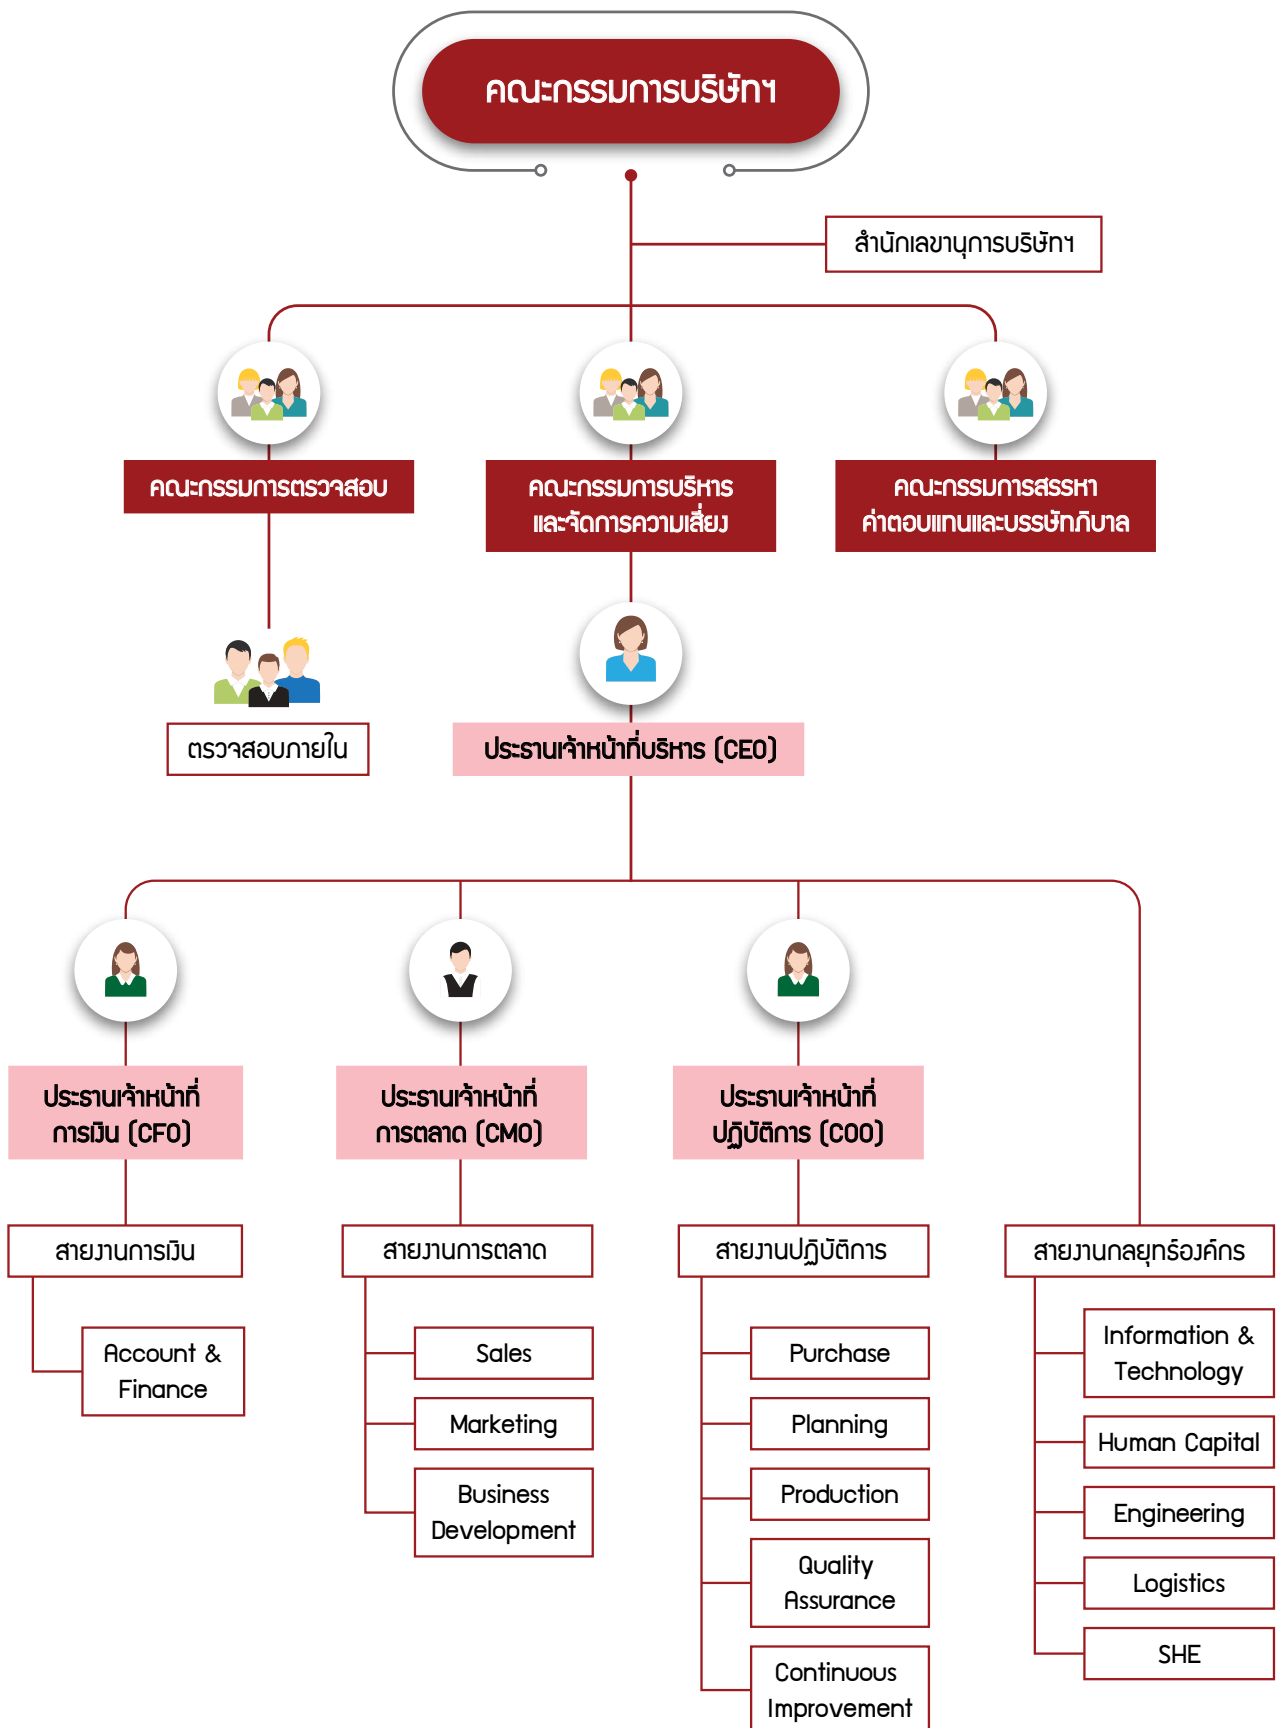 คณะกรรมการบริษัทฯ
สำนักเลขานุการบริษัทฯ
คณะกรรมการตรวจสอบ
คณะกรรมการบริหาร
และจัดการความเสี่ยง
คณะกรรมการสรรหา
ค่าตอบแทนและบรรษัทภิบาล
ตรวจสอบภายใน
ประธานเจ้าหน้าที่บริหาร (CEO)
ประธานเจ้าหน้าที่
การเงิน (CFO)
ประธานเจ้าหน้าที่
การตลาด (CMO)
ประธานเจ้าหน้าที่
ปฏิบัติการ (COO)
สายงานการเงิน
Account &
Finance
สายงานการตลาด
Sales
Marketing
Business
Development
สายงานปฏิบัติการ
Purchase
Planning
Production
Quality
Assurance
Continuous
Improvement
สายงานกลยุทธ์องค์กร
Information &
Technology
Human Capital
Engineering
Logistics
SHE